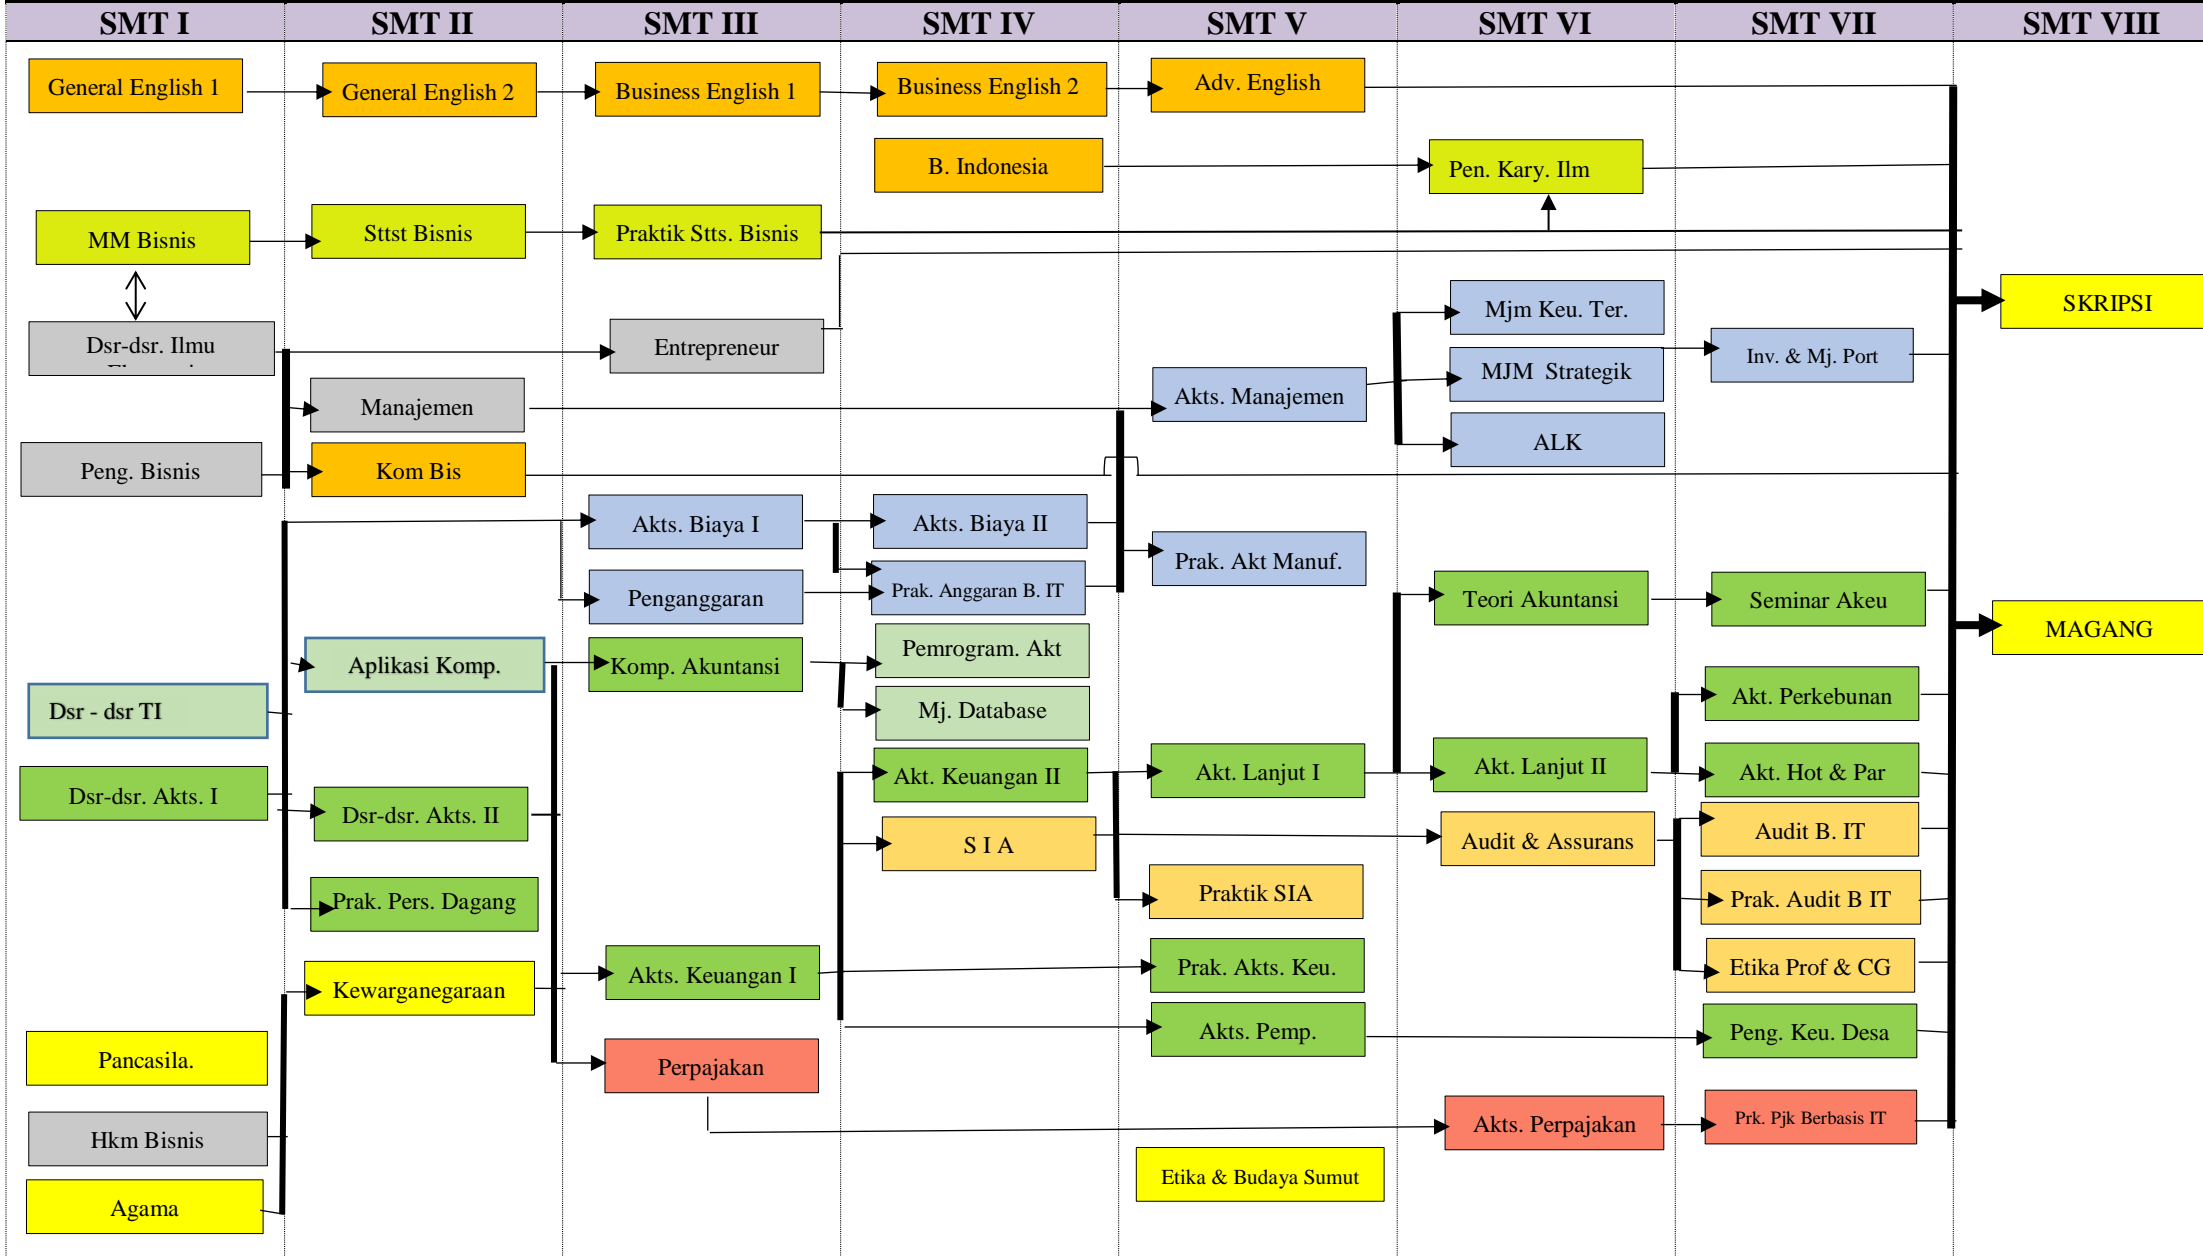 SMT I
SMT II
SMT III
SMT IV
SMT V
SMT VI
SMT VII
SMT VIII
General English 1
General English 2
Business English 1
Business English 2
Adv. English
B. Indonesia
Pen. Kary. Ilm
MM Bisnis
Sttst Bisnis
Praktik Stts. Bisnis
SKRIPSI
Mjm Keu. Ter.
Dsr-dsr. Ilmu
Entrepreneur
MJM Strategik
Inv. & Mj. Port
Manajemen
Akts. Manajemen
ALK
Peng. Bisnis
Kom Bis
Akts. Biaya I
Akts. Biaya II
Prak. Akt Manuf.
Penganggaran
Prak. Anggaran B. IT
Teori Akuntansi
Seminar Akeu
MAGANG
Aplikasi Komp.
Komp. Akuntansi
Pemrogram. Akt
Dsr - dsr TI
Mj. Database
Akt. Perkebunan
Dsr-dsr. Akts. I
Dsr-dsr. Akts. II
Akt. Keuangan II
Akt. Lanjut I
Akt. Lanjut II
Akt. Hot & Par
S I A
Audit & Assurans
Audit B. IT
Prak. Pers. Dagang
Praktik SIA
Prak. Audit B IT
Kewarganegaraan
Akts. Keuangan I
Prak. Akts. Keu.
Etika Prof & CG
Pancasila.
Perpajakan
Akts. Pemp.
Peng. Keu. Desa
Hkm Bisnis
Akts. Perpajakan
Prk. Pjk Berbasis IT
Agama
Etika & Budaya Sumut